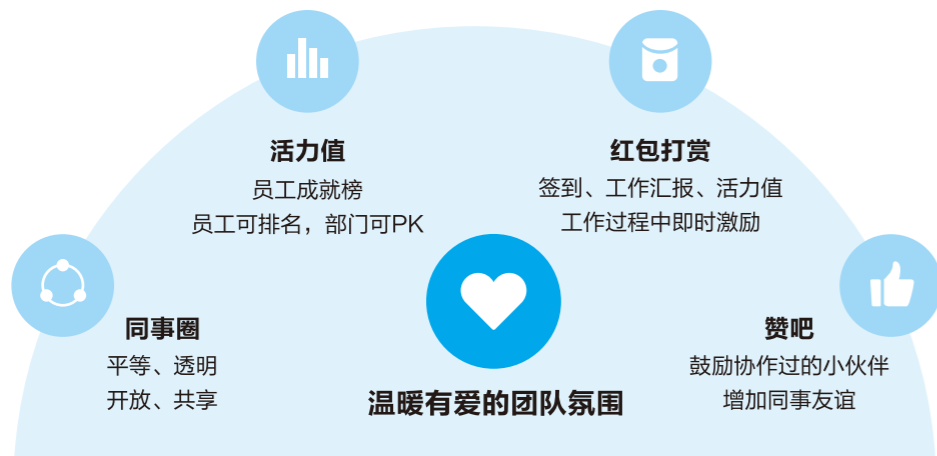 活力值
员工成就榜
员工可排名，部门可PK
红包打赏
签到、工作汇报、活力值
工作过程中即时激励
同事圈
平等、透明
开放、共享
温暖有爱的团队氛围
赞吧
鼓励协作过的小伙伴
增加同事友谊